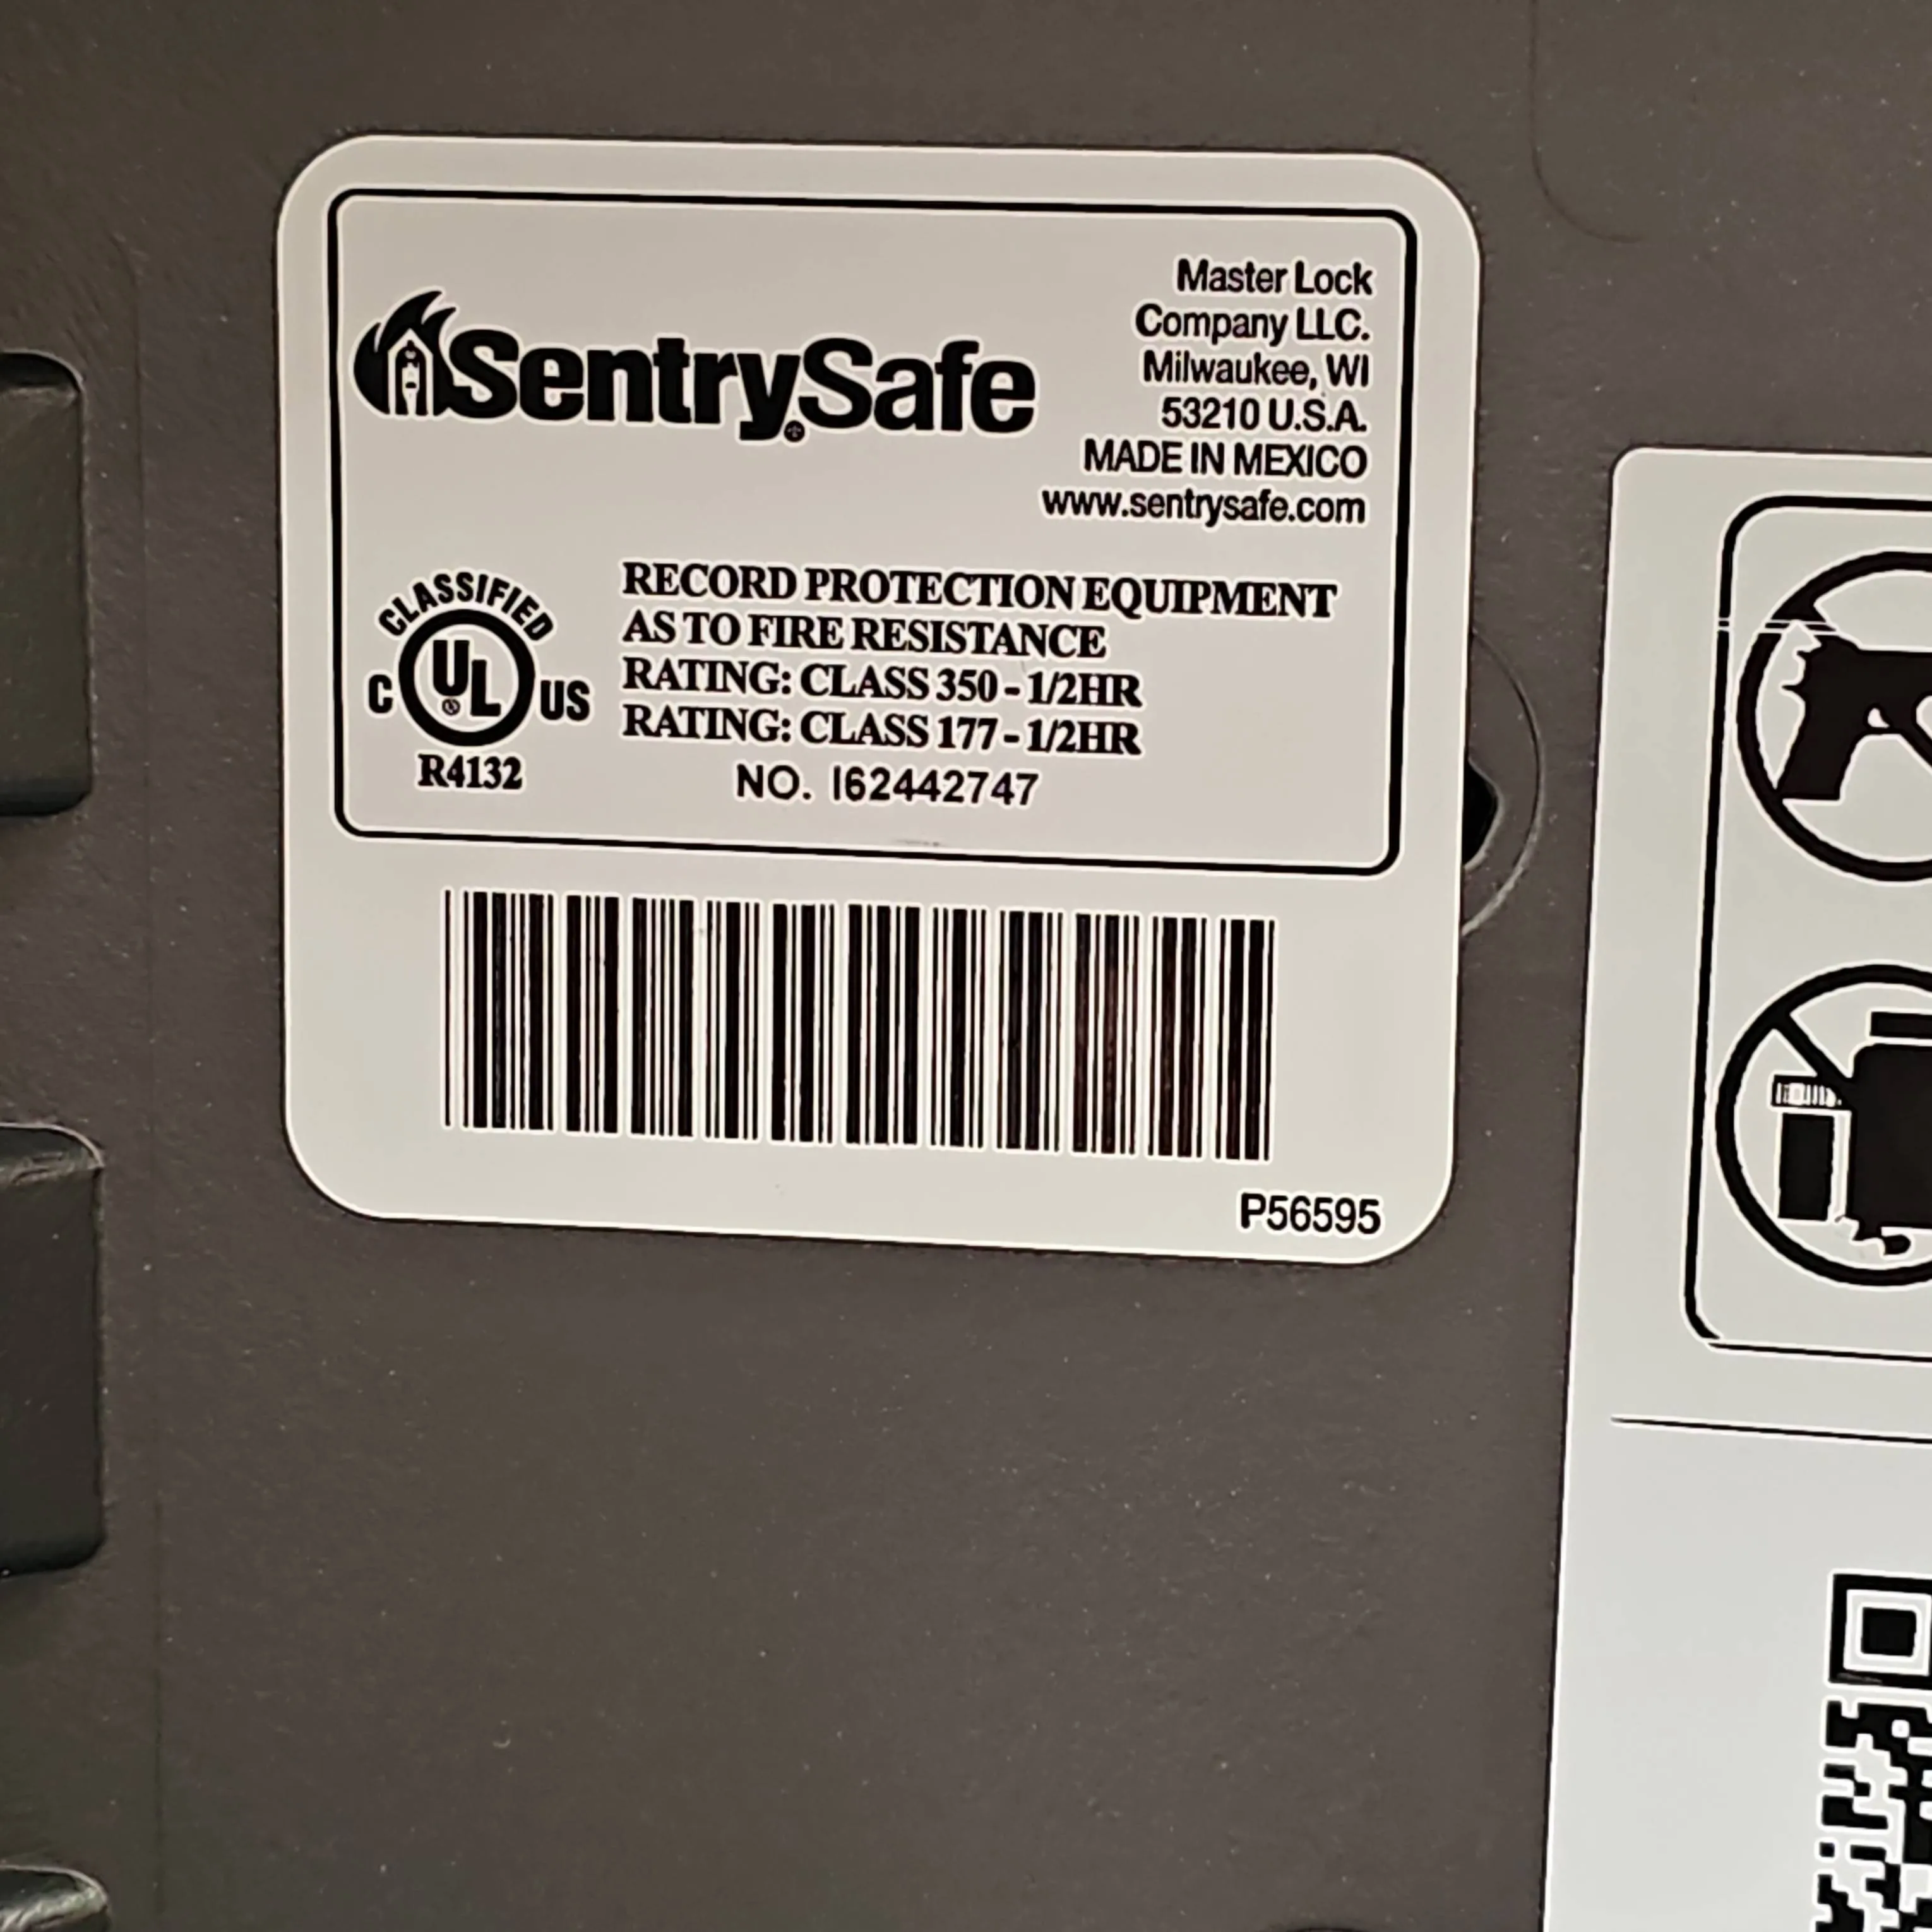 SentrySafe®
Master Lock
Company LLC.
Milwaukee, WI
53210 U.S.A.
MADE IN MEXICO
www.sentrysafe.com
CLASSIFIED
C UL® US
R4132
RECORD PROTECTION EQUIPMENT
AS TO FIRE RESISTANCE
RATING: CLASS 350 - 1/2HR
RATING: CLASS 177 - 1/2HR
NO. I62442747
P56595